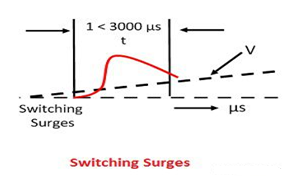 1 < 3000 µs
t
V
Switching
Surges
µs
Switching Surges